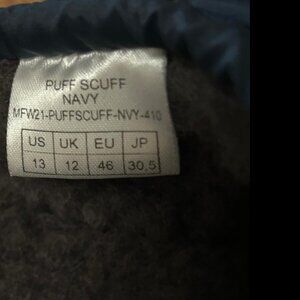 PUFF SCUFF
NAVY
MFW21-PUFFSCUFF-NVY-410
US UK EU JP
13 12 46 30,5